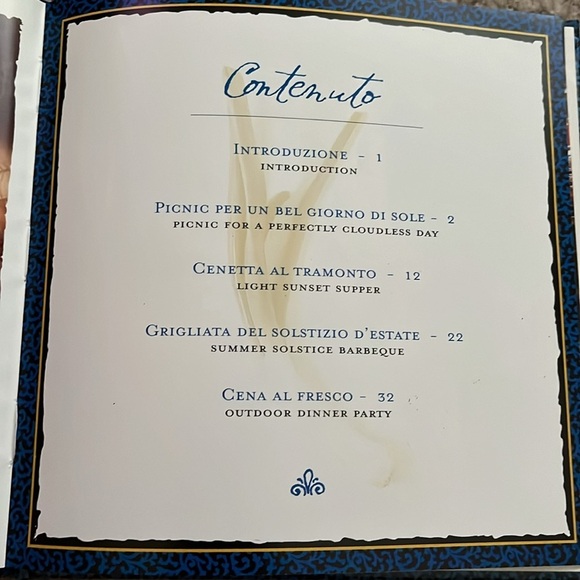 Contenuto
Introduzione – 1
introduction
Picnic per un bel giorno di sole – 2
picnic for a perfectly cloudless day
Cenetta al tramonto – 12
light sunset supper
Grigliata del solstizio d'estate – 22
summer solstice barbeque
Cena al fresco – 32
outdoor dinner party